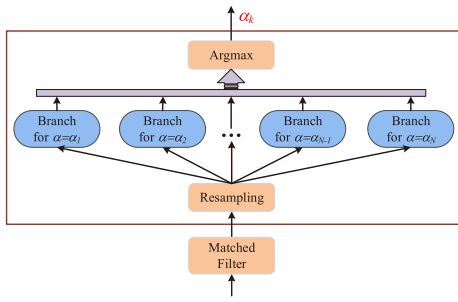 αk
Argmax
Branch
for α=α1
Branch
for α=α2
...
Branch
for α=αN-1
Branch
for α=αN
Resampling
Matched
Filter